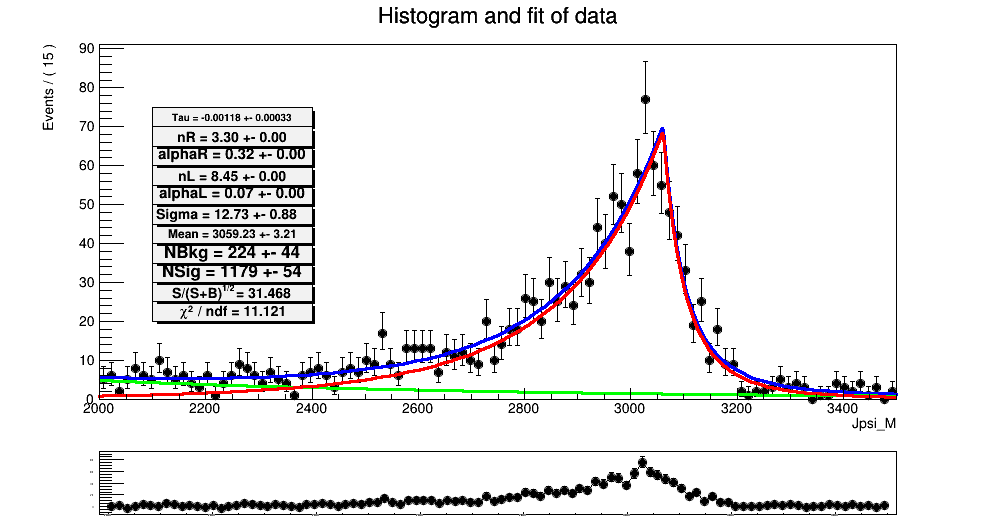 Histogram and fit of data
Events / ( 15 )
90
80
70
60
50
40
30
20
10
0
Tau = -0.00118 +- 0.00033
nR = 3.30 +- 0.00
alphaR = 0.32 +- 0.00
nL = 8.45 +- 0.00
alphaL = 0.07 +- 0.00
Sigma = 12.73 +- 0.88
Mean = 3059.23 +- 3.21
NBkg = 224 +- 44
NSig = 1179 +- 54
S/(S+B)^1/2 = 31.468
χ² / ndf = 11.121
2000 2200 2400 2600 2800 3000 3200 3400
Jpsi_M